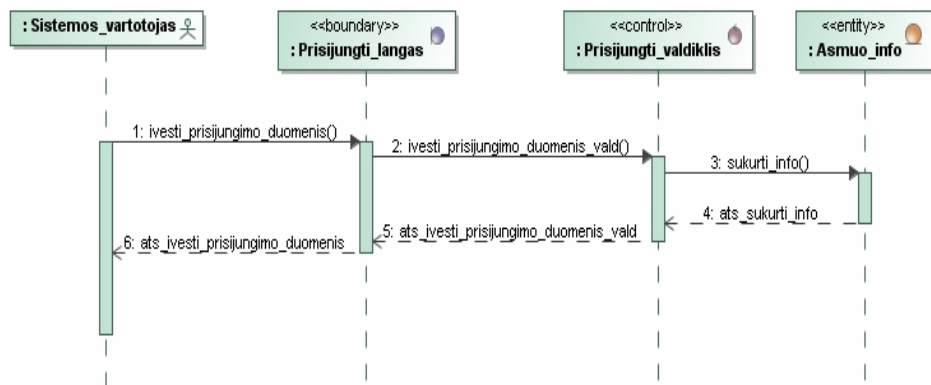 : Sistemos_vartotojas
<<boundary>>
: Prisijungti_langas
<<control>>
: Prisijungti_valdiklis
<<entity>>
: Asmuo_info
1: ivesti_prisijungimo_duomenis()
2: ivesti_prisijungimo_duomenis_vald()
3: sukurti_info()
4: ats_sukurti_info
5: ats_ivesti_prisijungimo_duomenis_vald
6: ats_ivesti_prisijungimo_duomenis